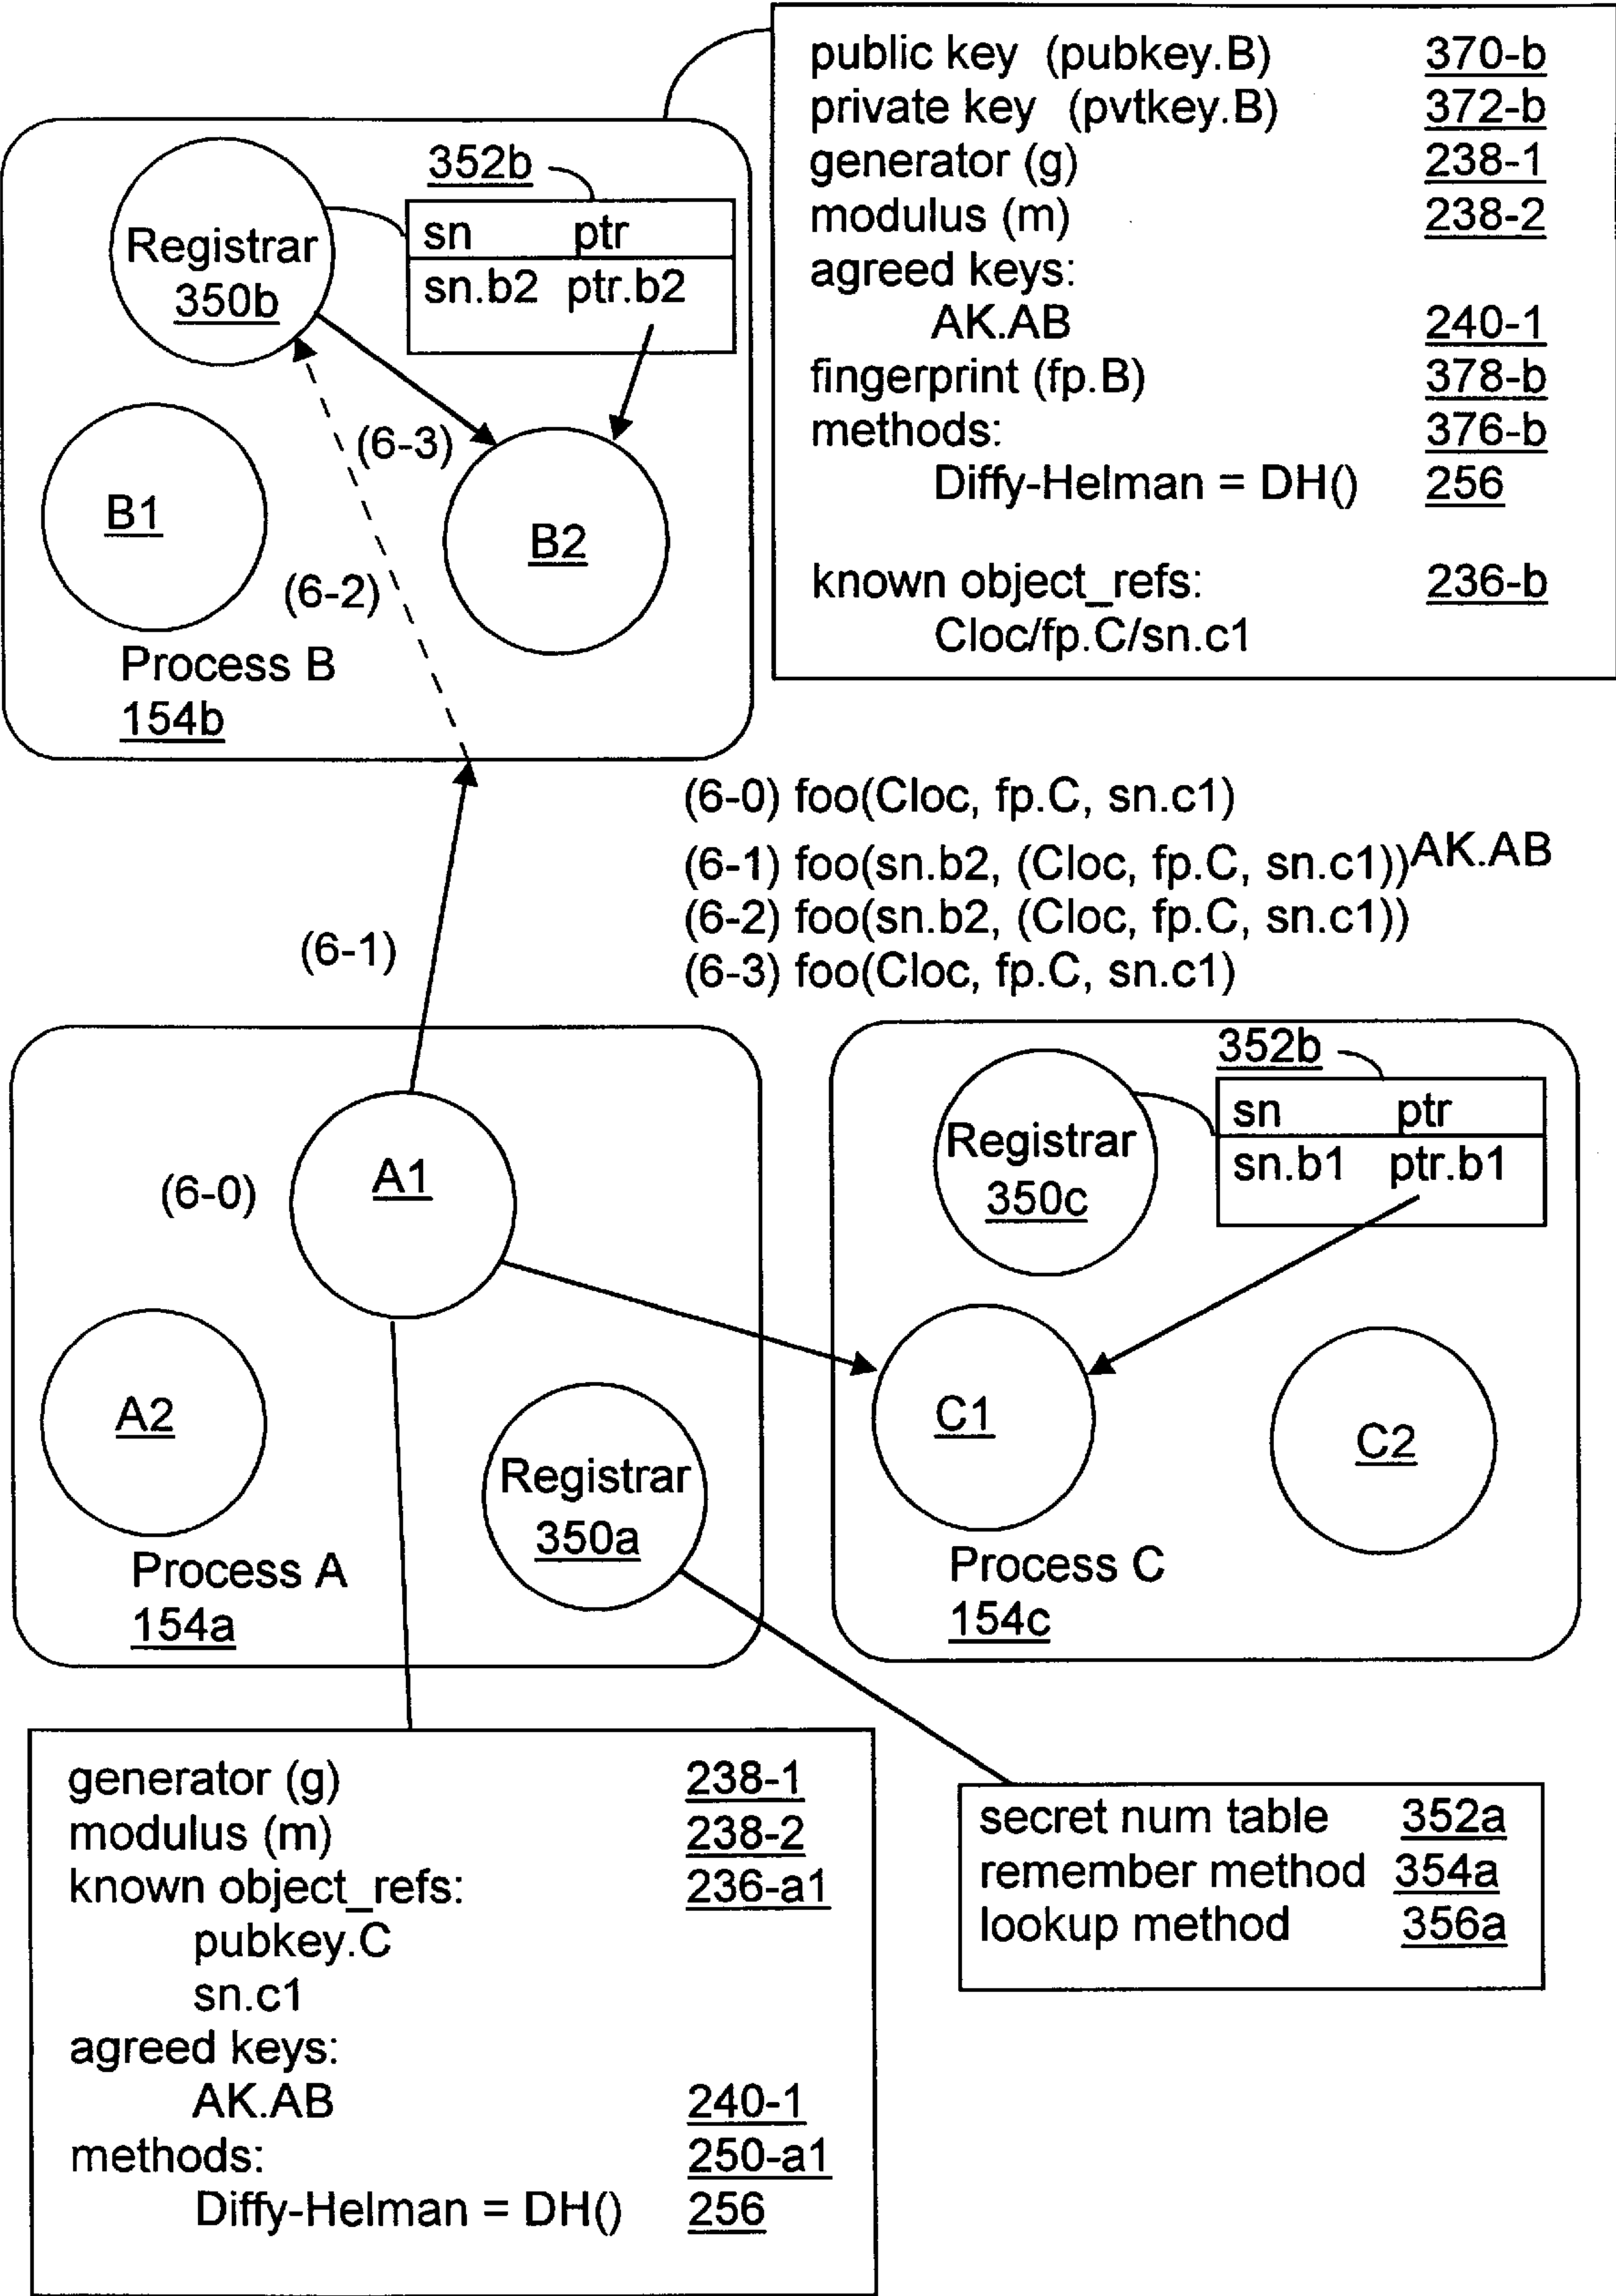 public key (pubkey.B) 370-b
private key (pvtkey.B) 372-b
generator (g) 238-1
modulus (m) 238-2
agreed keys:
AK.AB 240-1
fingerprint (fp.B) 378-b
methods: 376-b
Diffy-Helman = DH() 256
known object_refs: 236-b
Cloc/fp.C/sn.c1
352b
sn ptr
sn.b2 ptr.b2
Registrar
350b
(6-3)
B1
B2
(6-2)
Process B
154b
(6-0) foo(Cloc, fp.C, sn.c1)
(6-1) foo(sn.b2, (Cloc, fp.C, sn.c1))AK.AB
(6-2) foo(sn.b2, (Cloc, fp.C, sn.c1))
(6-3) foo(Cloc, fp.C, sn.c1)
(6-1)
A1
(6-0)
A2
Registrar
350a
Process A
154a
352b
sn ptr
sn.b1 ptr.b1
Registrar
350c
C1
C2
Process C
154c
generator (g) 238-1
modulus (m) 238-2
known object_refs: 236-a1
pubkey.C
sn.c1
agreed keys:
AK.AB 240-1
methods: 250-a1
Diffy-Helman = DH() 256
secret num table 352a
remember method 354a
lookup method 356a